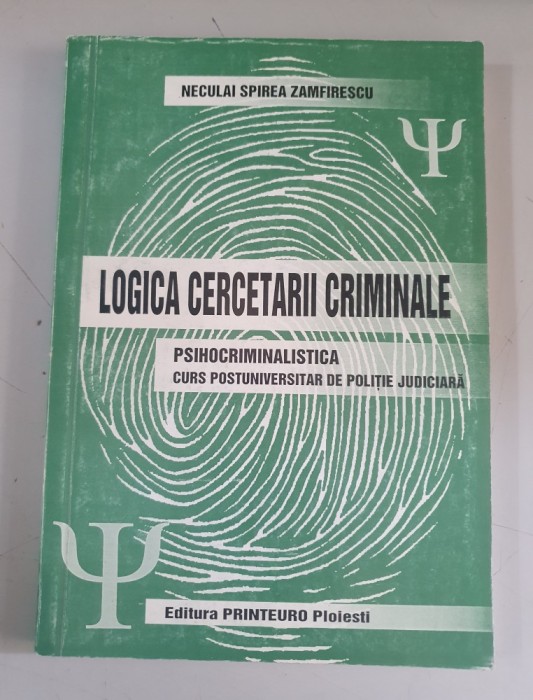 NECULAI SPIREA ZAMFIRESCU
Ψ
LOGICA CERCETARII CRIMINALE
PSIHOCRIMINALISTICA
CURS POSTUNIVERSITAR DE POLIȚIE JUDICIARĂ
Ψ
Editura PRINTEURO Ploiesti